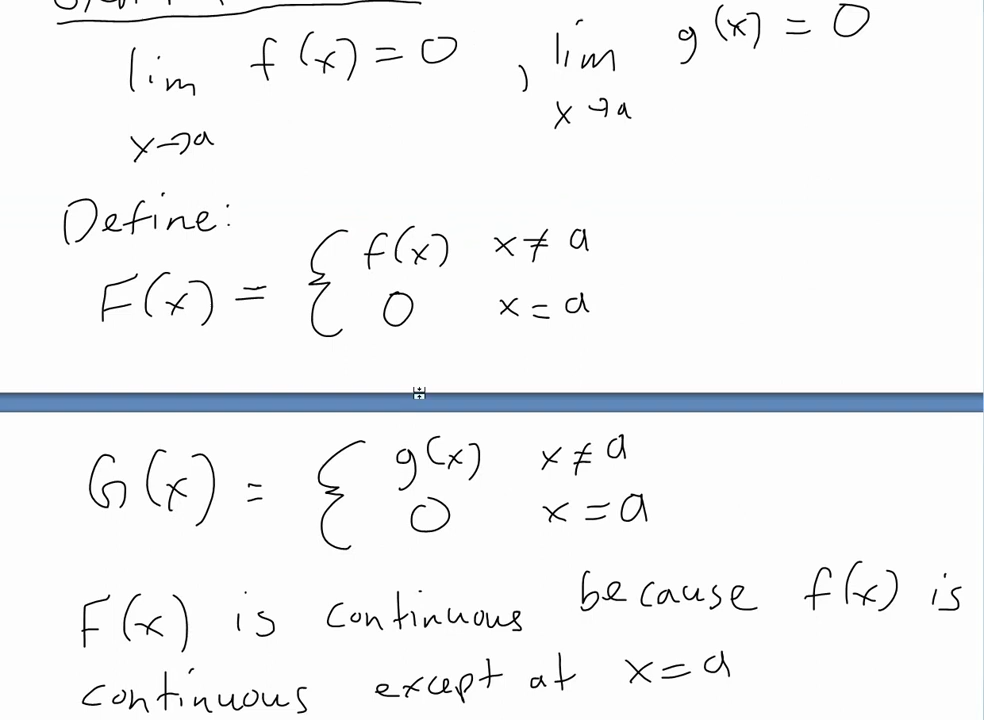 lim f(x) = 0 , lim g(x) = 0
x→a x→a
Define:
F(x) = { f(x) x ≠ a
0 x = a
G(x) = { g(x) x ≠ a
0 x = a
F(x) is continuous because f(x) is
continuous except at x = a